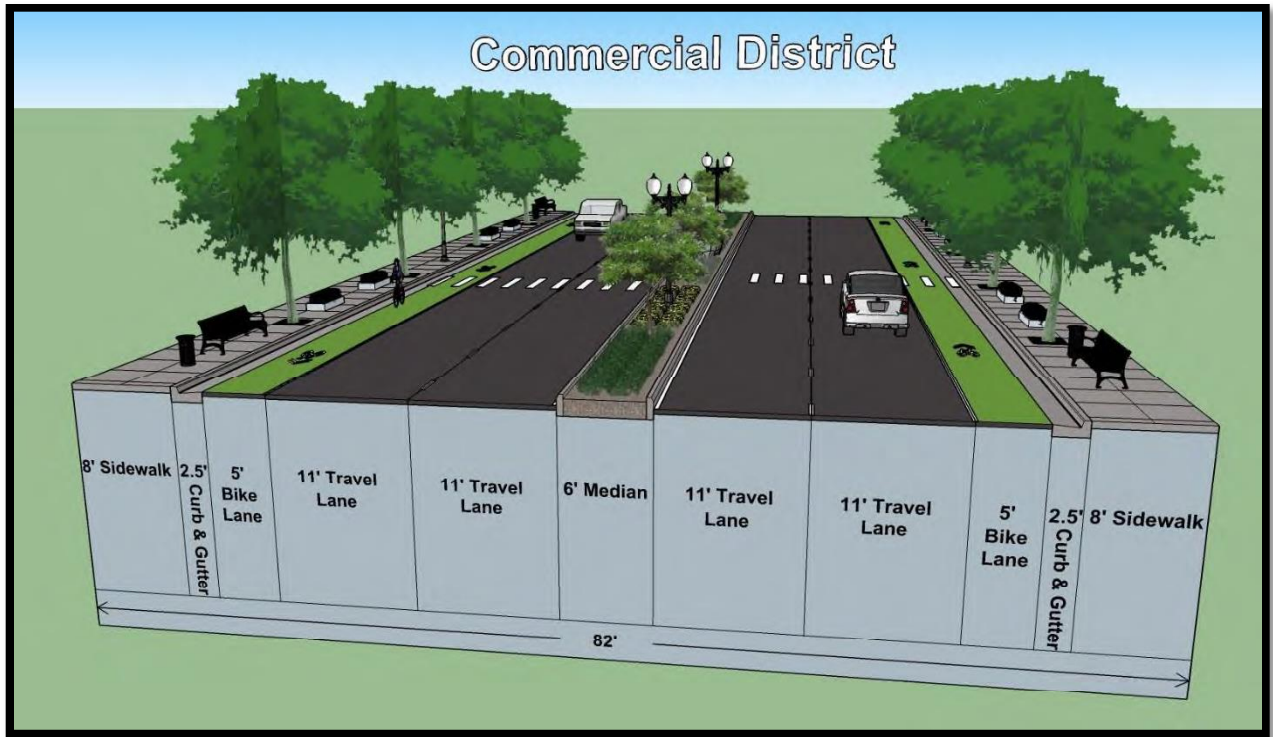 Commercial District
8' Sidewalk
2.5'
Curb & Gutter
5'
Bike
Lane
11' Travel
Lane
11' Travel
Lane
6' Median
11' Travel
Lane
11' Travel
Lane
5'
Bike
Lane
2.5'
Curb & Gutter
8' Sidewalk
82'